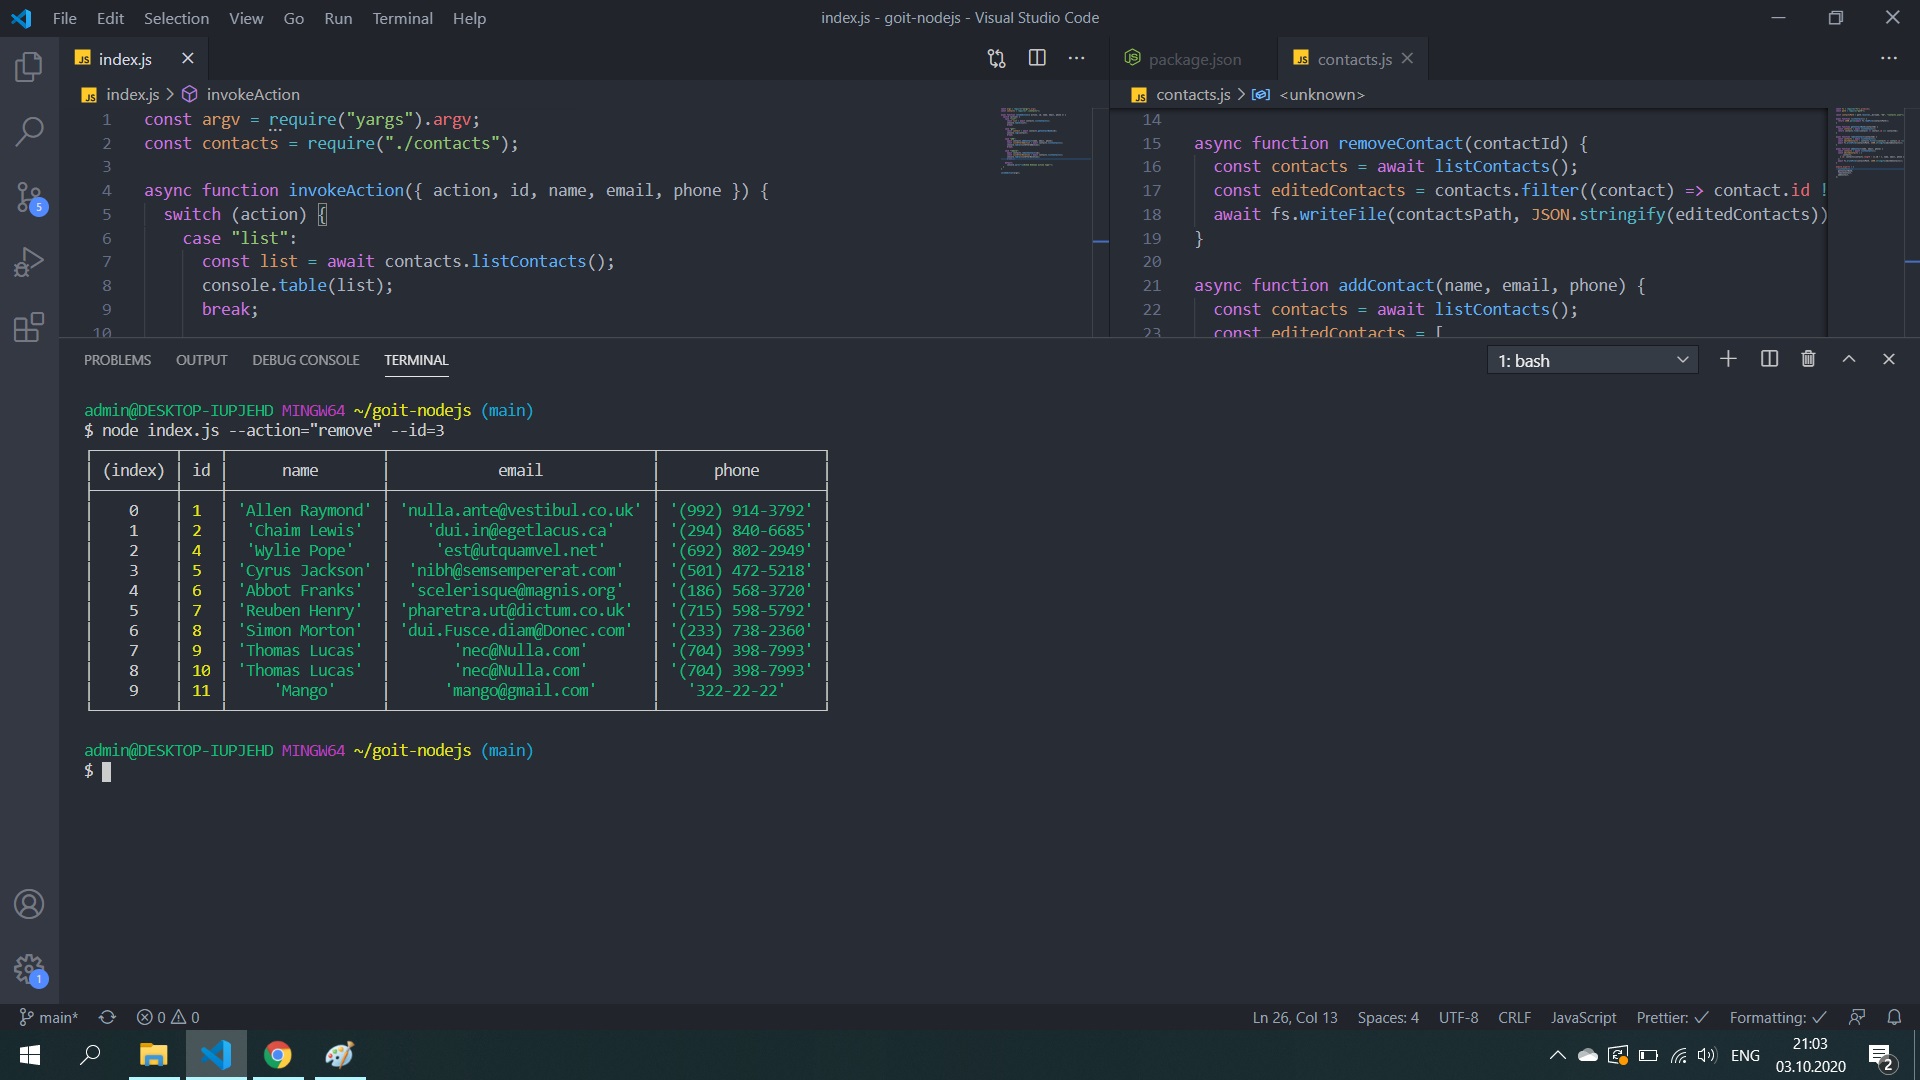 File Edit Selection View Go Run Terminal Help
index.js - goit-nodejs - Visual Studio Code
JS index.js
package.json
JS contacts.js
JS index.js > invokeAction
1 const argv = require("yargs").argv;
2 const contacts = require("./contacts");
3
4 async function invokeAction({ action, id, name, email, phone }) {
5 switch (action) {
6 case "list":
7 const list = await contacts.listContacts();
8 console.table(list);
9 break;
10
JS contacts.js > <unknown>
14
15 async function removeContact(contactId) {
16 const contacts = await listContacts();
17 const editedContacts = contacts.filter((contact) => contact.id !
18 await fs.writeFile(contactsPath, JSON.stringify(editedContacts))
19 }
20
21 async function addContact(name, email, phone) {
22 const contacts = await listContacts();
23 const editedContacts = [
PROBLEMS OUTPUT DEBUG CONSOLE TERMINAL
1: bash
admin@DESKTOP-IUPJEHD MINGW64 ~/goit-nodejs (main)
$ node index.js --action="remove" --id=3
(index) id name email phone
0 1 'Allen Raymond' 'nulla.ante@vestibul.co.uk' '(992) 914-3792'
1 2 'Chaim Lewis' 'dui.in@egetlacus.ca' '(294) 840-6685'
2 4 'Wylie Pope' 'est@utquamvel.net' '(692) 802-2949'
3 5 'Cyrus Jackson' 'nibh@semsempererat.com' '(501) 472-5218'
4 6 'Abbot Franks' 'scelerisque@magnis.org' '(186) 568-3720'
5 7 'Reuben Henry' 'pharetra.ut@dictum.co.uk' '(715) 598-5792'
6 8 'Simon Morton' 'dui.Fusce.diam@Donec.com' '(233) 738-2360'
7 9 'Thomas Lucas' 'nec@Nulla.com' '(704) 398-7993'
8 10 'Thomas Lucas' 'nec@Nulla.com' '(704) 398-7993'
9 11 'Mango' 'mango@gmail.com' '322-22-22'
admin@DESKTOP-IUPJEHD MINGW64 ~/goit-nodejs (main)
$
5
1
main* 0 0
Ln 26, Col 13 Spaces: 4 UTF-8 CRLF JavaScript Prettier: ✓ Formatting: ✓
ENG
21:03
03.10.2020
2